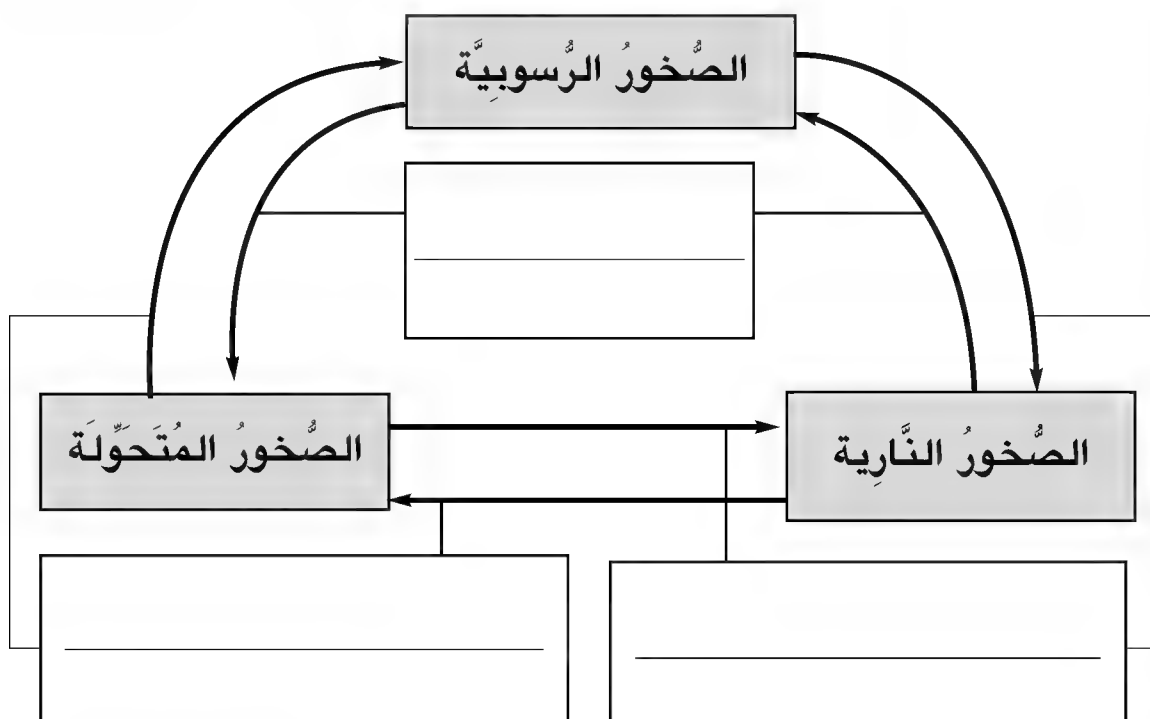 الصُّخورُ الرُّسوبِيَّة
الصُّخورُ النَّارِية
الصُّخورُ المُتَحَوِّلَة